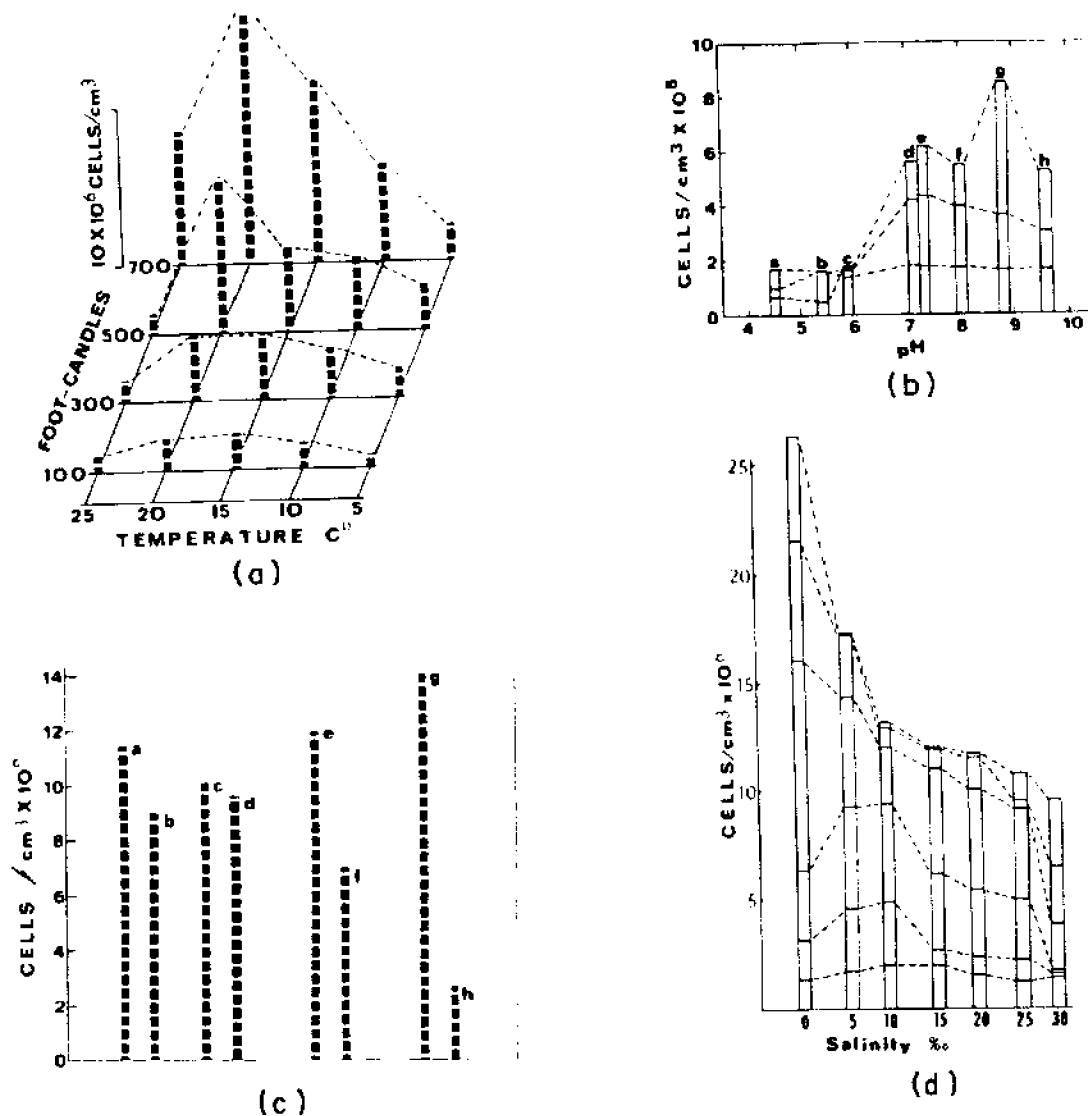 10 X 10⁶ CELLS/cm³
FOOT-CANDLES
700
500
300
100
25 20 15 10 5
TEMPERATURE C°
(a)
CELLS/cm³ X 10⁶
10
8
6
4
2
0
a b c d e f g h
4 5 6 7 8 9 10
pH
(b)
CELLS /cm³ X 10⁶
14
12
10
8
6
4
2
0
a b c d e f g h
(c)
CELLS/cm³ X 10⁶
25
20
15
10
5
0 5 10 15 20 25 30
Salinity ‰
(d)